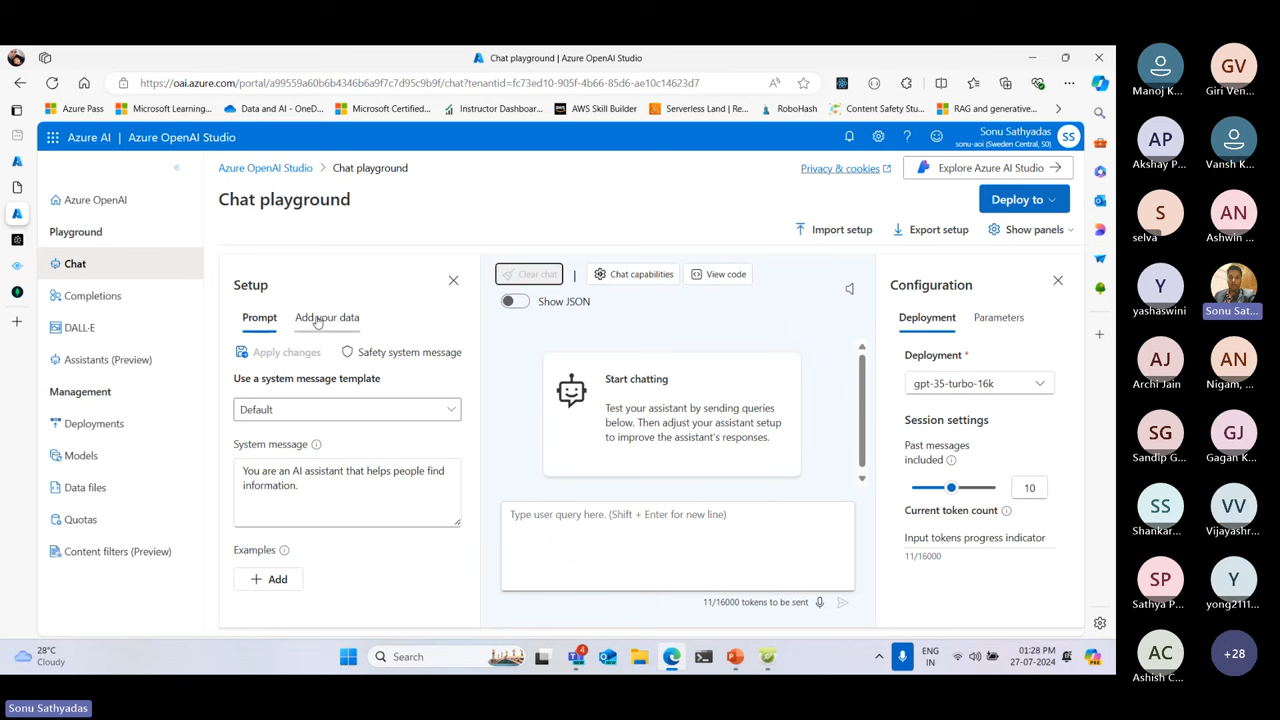 Chat playground | Azure OpenAI Studio
https://oai.azure.com/portal/a99559a60b6b4346b6a9f7c7d95c9b9f/chat?tenantid=fc73ed10-905f-4b66-85d6-ae10c14623d7
Azure Pass
Microsoft Learning...
Data and AI - OneD...
Microsoft Certified...
Instructor Dashboar...
AWS Skill Builder
Serverless Land | Re...
RoboHash
Content Safety Stu...
RAG and generative...
Azure AI | Azure OpenAI Studio
Sonu Sathyadas
sonu-aoi (Sweden Central, S0)
SS
Azure OpenAI
Playground
Chat
Completions
DALL·E
Assistants (Preview)
Management
Deployments
Models
Data files
Quotas
Content filters (Preview)
Azure OpenAI Studio > Chat playground
Privacy & cookies
Explore Azure AI Studio
Chat playground
Deploy to
Import setup
Export setup
Show panels
Setup
Prompt
Add your data
Apply changes
Safety system message
Use a system message template
Default
System message
You are an AI assistant that helps people find
information.
Examples
Add
Clear chat
Chat capabilities
View code
Show JSON
Start chatting
Test your assistant by sending queries
below. Then adjust your assistant setup
to improve the assistant's responses.
Type user query here. (Shift + Enter for new line)
11/16000 tokens to be sent
Configuration
Deployment
Parameters
Deployment *
gpt-35-turbo-16k
Session settings
Past messages
included
10
Current token count
Input tokens progress indicator
11/16000
28°C
Cloudy
Search
4
ENG
IN
01:28 PM
27-07-2024
Manoj K...
GV
Giri Ven...
AP
Akshay P...
Vansh K...
S
selva
AN
Ashwin ...
Y
yashaswini
Sonu Sat...
AJ
Archi Jain
AN
Nigam, ...
SG
Sandip G...
GJ
Gagan K...
SS
Shankar...
VV
Vijayashr...
SP
Sathya P...
Y
yong2111...
AC
Ashish C...
+28
Sonu Sathyadas